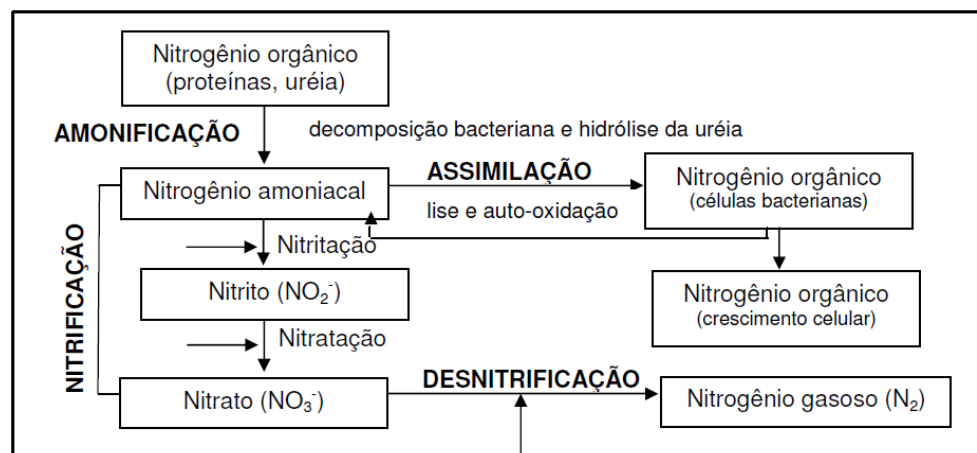 Nitrogênio orgânico
(proteínas, uréia)
AMONIFICAÇÃO
decomposição bacteriana e hidrólise da uréia
Nitrogênio amoniacal
ASSIMILAÇÃO
Nitrogênio orgânico
(células bacterianas)
lise e auto-oxidação
NITRIFICAÇÃO
Nitritação
Nitrito (NO₂⁻)
Nitrogênio orgânico
(crescimento celular)
Nitratação
Nitrato (NO₃⁻)
DESNITRIFICAÇÃO
Nitrogênio gasoso (N₂)